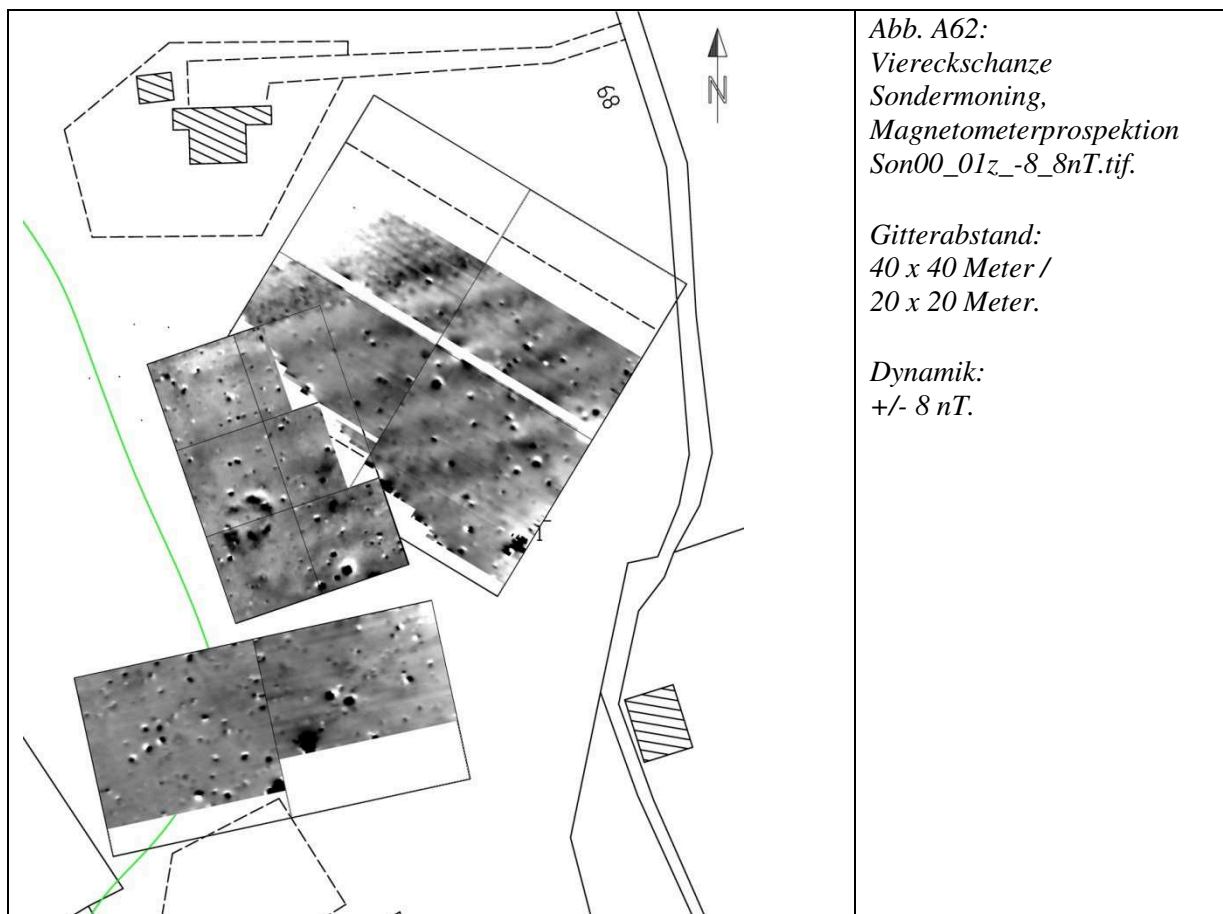 Abb. A62:
Viereckschanze
Sondermoning,
Magnetometerprospektion
Son00_01z_-8_8nT.tif.
Gitterabstand:
40 x 40 Meter /
20 x 20 Meter.
Dynamik:
+/- 8 nT.
N
68